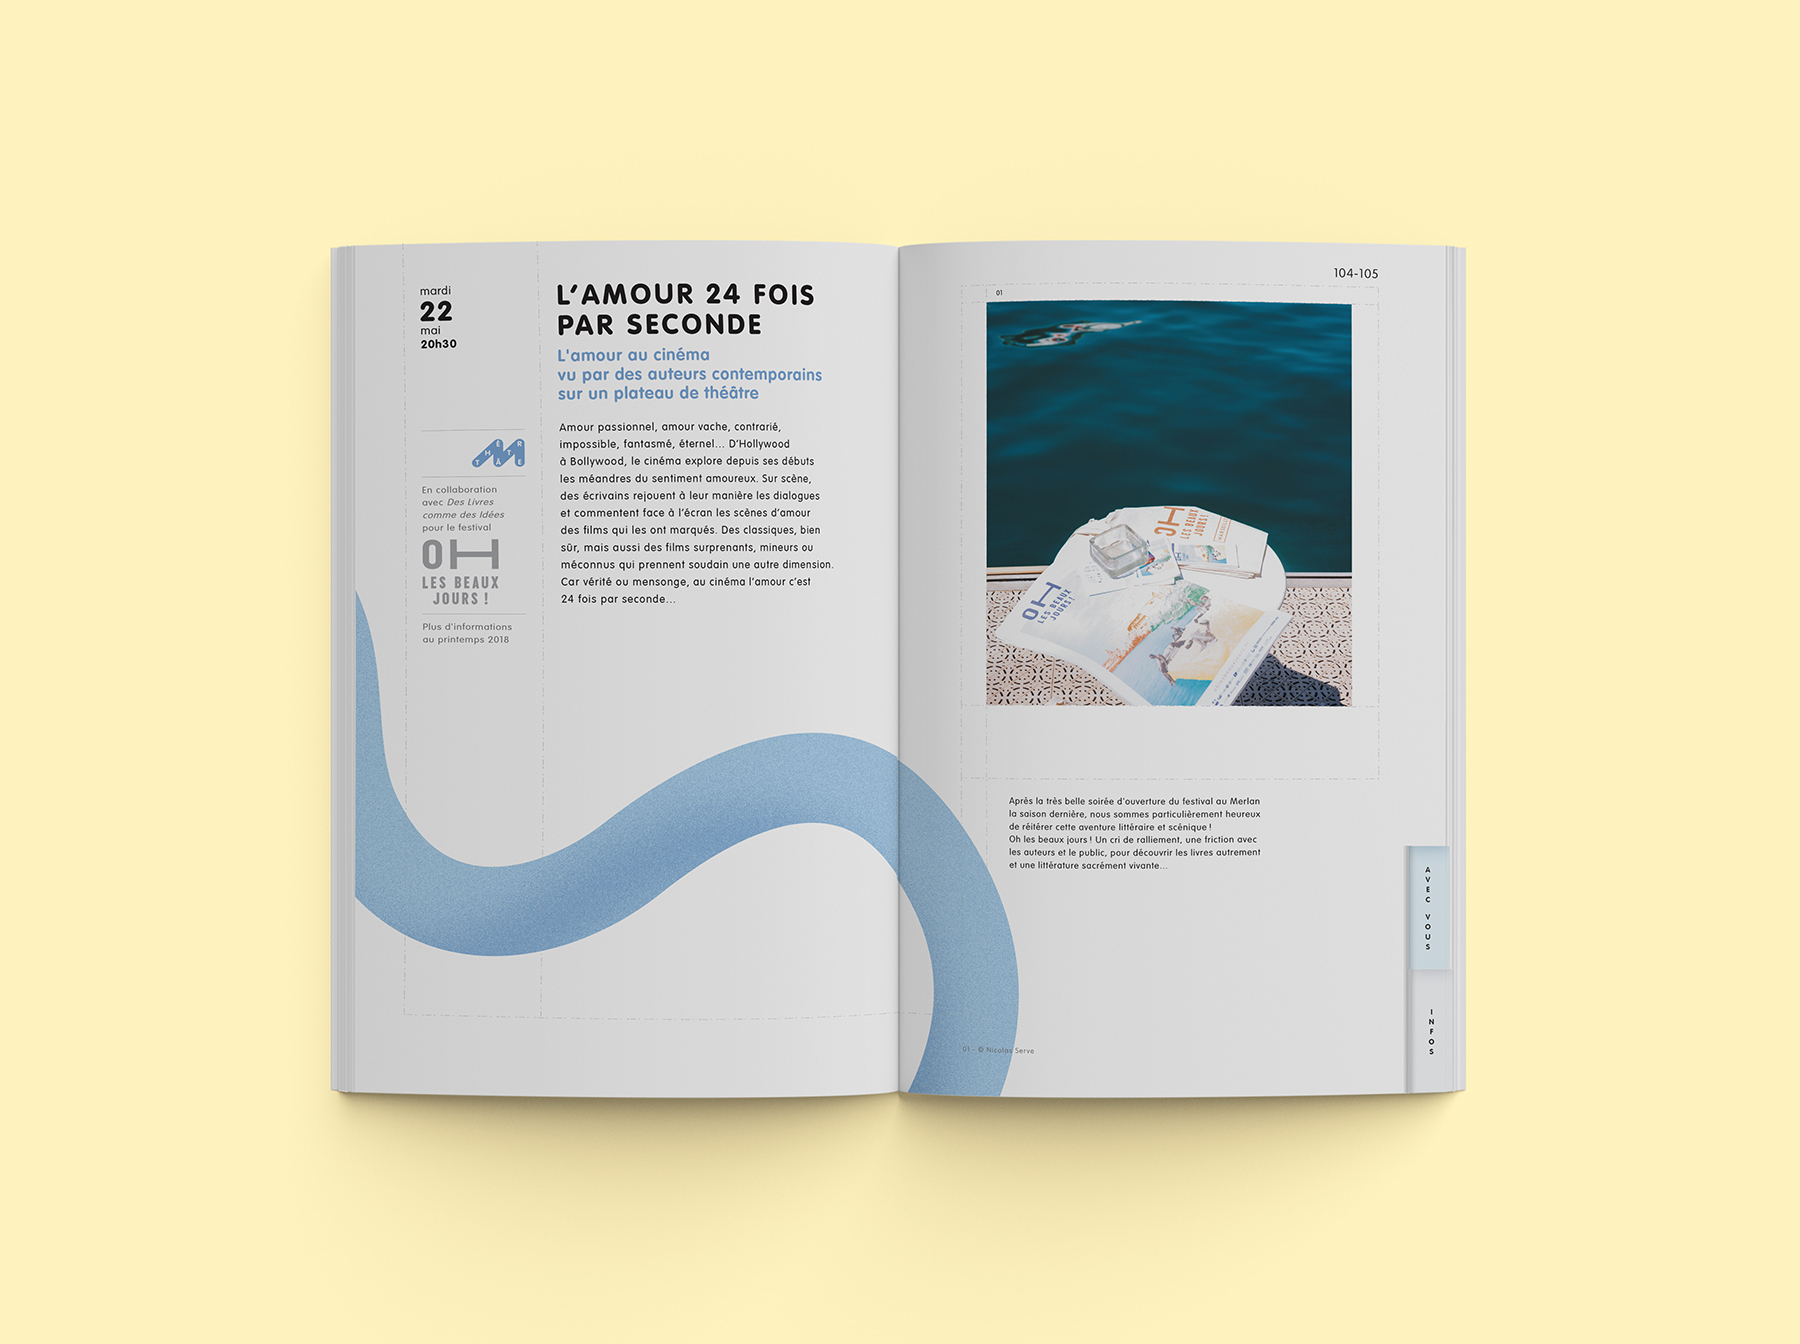 mardi
22
mai
20h30
THÉÂTRE
En collaboration
avec Des Livres
comme des Idées
pour le festival
OH
LES BEAUX
JOURS !
Plus d'informations
au printemps 2018
L'AMOUR 24 FOIS
PAR SECONDE
L'amour au cinéma
vu par des auteurs contemporains
sur un plateau de théâtre
Amour passionnel, amour vache, contrarié,
impossible, fantasmé, éternel... D'Hollywood
à Bollywood, le cinéma explore depuis ses débuts
les méandres du sentiment amoureux. Sur scène,
des écrivains rejouent à leur manière les dialogues
et commentent face à l'écran les scènes d'amour
des films qui les ont marqués. Des classiques, bien
sûr, mais aussi des films surprenants, mineurs ou
méconnus qui prennent soudain une autre dimension.
Car vérité ou mensonge, au cinéma l'amour c'est
24 fois par seconde...
104-105
01
OH
LES BEAUX
JOURS !
OH
LES BEAUX
JOURS !
Après la très belle soirée d'ouverture du festival au Merlan
la saison dernière, nous sommes particulièrement heureux
de réitérer cette aventure littéraire et scénique !
Oh les beaux jours ! Un cri de ralliement, une friction avec
les auteurs et le public, pour découvrir les livres autrement
et une littérature sacrément vivante...
AVEC VOUS
INFOS
01 - © Nicolas Serve